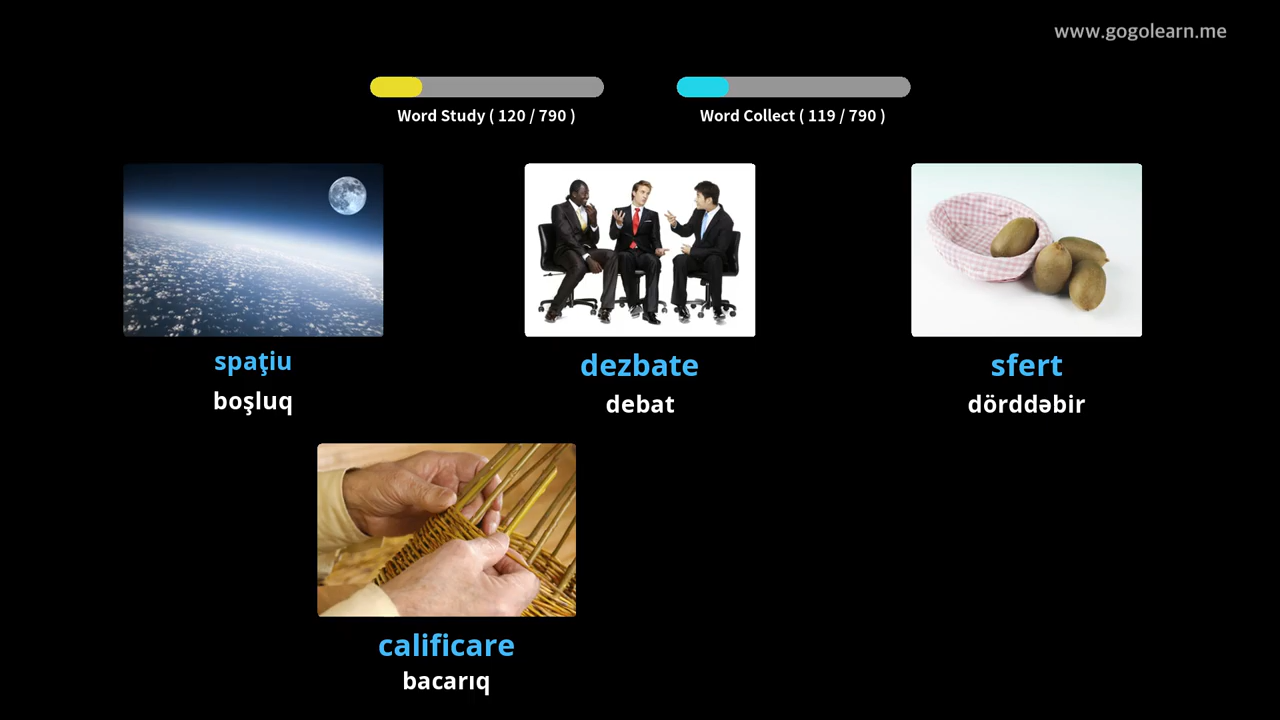 www.gogolearn.me
Word Study ( 120 / 790 )
Word Collect ( 119 / 790 )
spaţiu
boşluq
dezbate
debat
sfert
dörddəbir
calificare
bacarıq